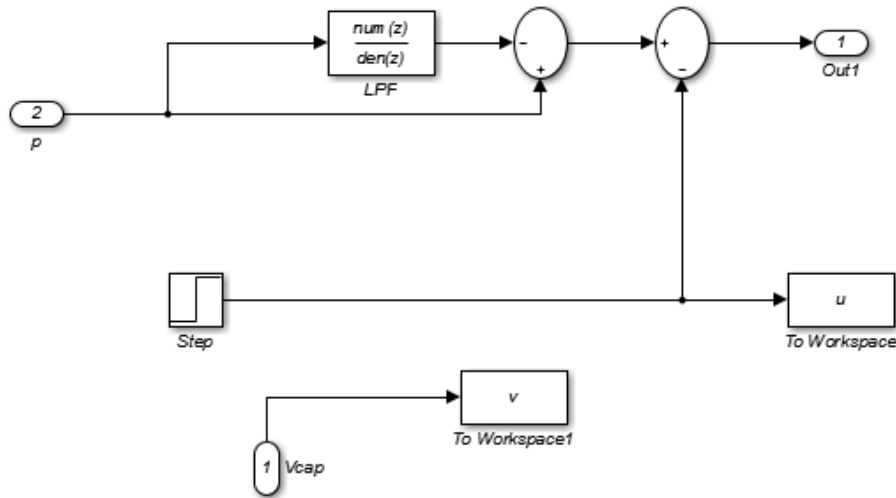 num(z)
den(z)
LPF
-
+
+
-
1
Out1
2
p
Step
u
To Workspace
v
To Workspace1
1
Vcap